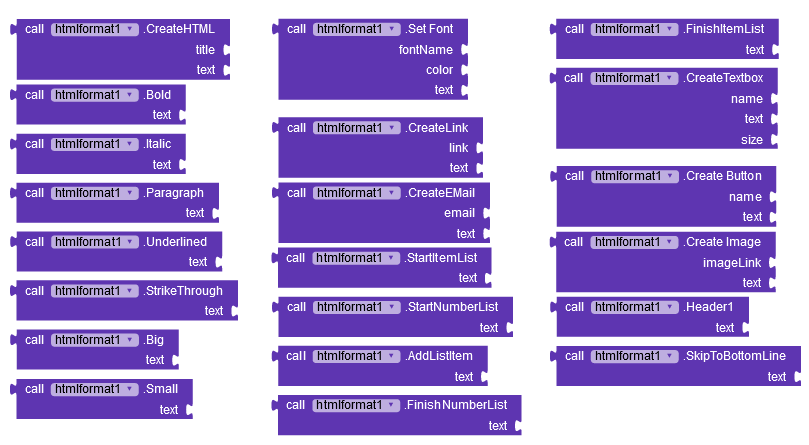 call htmlformat1 .CreateHTML
title
text
call htmlformat1 .Bold
text
call htmlformat1 .Italic
text
call htmlformat1 .Paragraph
text
call htmlformat1 .Underlined
text
call htmlformat1 .StrikeThrough
text
call htmlformat1 .Big
text
call htmlformat1 .Small
text
call htmlformat1 .Set Font
fontName
color
text
call htmlformat1 .CreateLink
link
text
call htmlformat1 .CreateEMail
email
text
call htmlformat1 .StartItemList
text
call htmlformat1 .StartNumberList
text
call htmlformat1 .AddListItem
text
call htmlformat1 .Finish NumberList
text
call htmlformat1 .FinishItemList
text
call htmlformat1 .CreateTextbox
name
text
size
call htmlformat1 .Create Button
name
text
call htmlformat1 .Create Image
imageLink
text
call htmlformat1 .Header1
text
call htmlformat1 .SkipToBottomLine
text